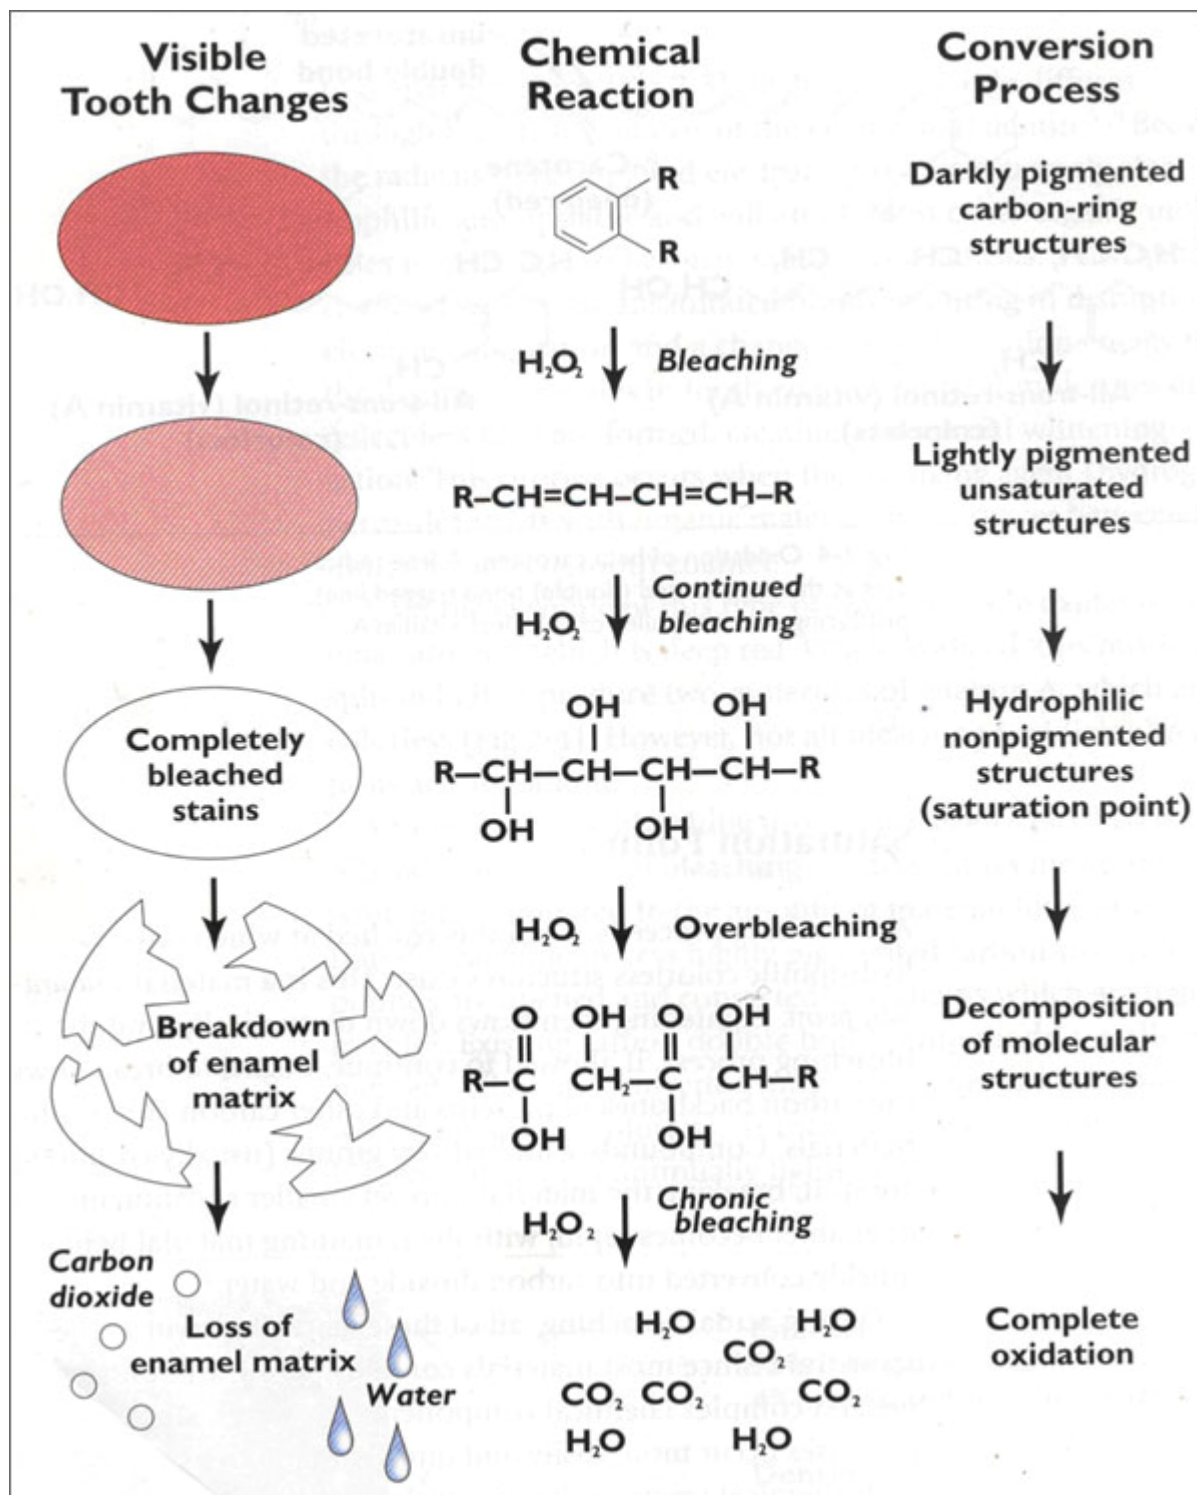 Visible
Tooth Changes
Chemical
Reaction
Conversion
Process
R
R
Darkly pigmented
carbon-ring
structures
H₂O₂
Bleaching
R–CH=CH–CH=CH–R
Lightly pigmented
unsaturated
structures
H₂O₂
Continued
bleaching
Completely
bleached
stains
OH OH
R–CH–CH–CH–CH–R
OH OH
Hydrophilic
nonpigmented
structures
(saturation point)
H₂O₂
Overbleaching
Breakdown
of enamel
matrix
O OH O OH
R–C CH₂–C CH–R
OH OH
Decomposition
of molecular
structures
H₂O₂
Chronic
bleaching
Carbon
dioxide
Loss of
enamel matrix
Water
H₂O H₂O
CO₂
CO₂ CO₂ CO₂
H₂O H₂O
Complete
oxidation